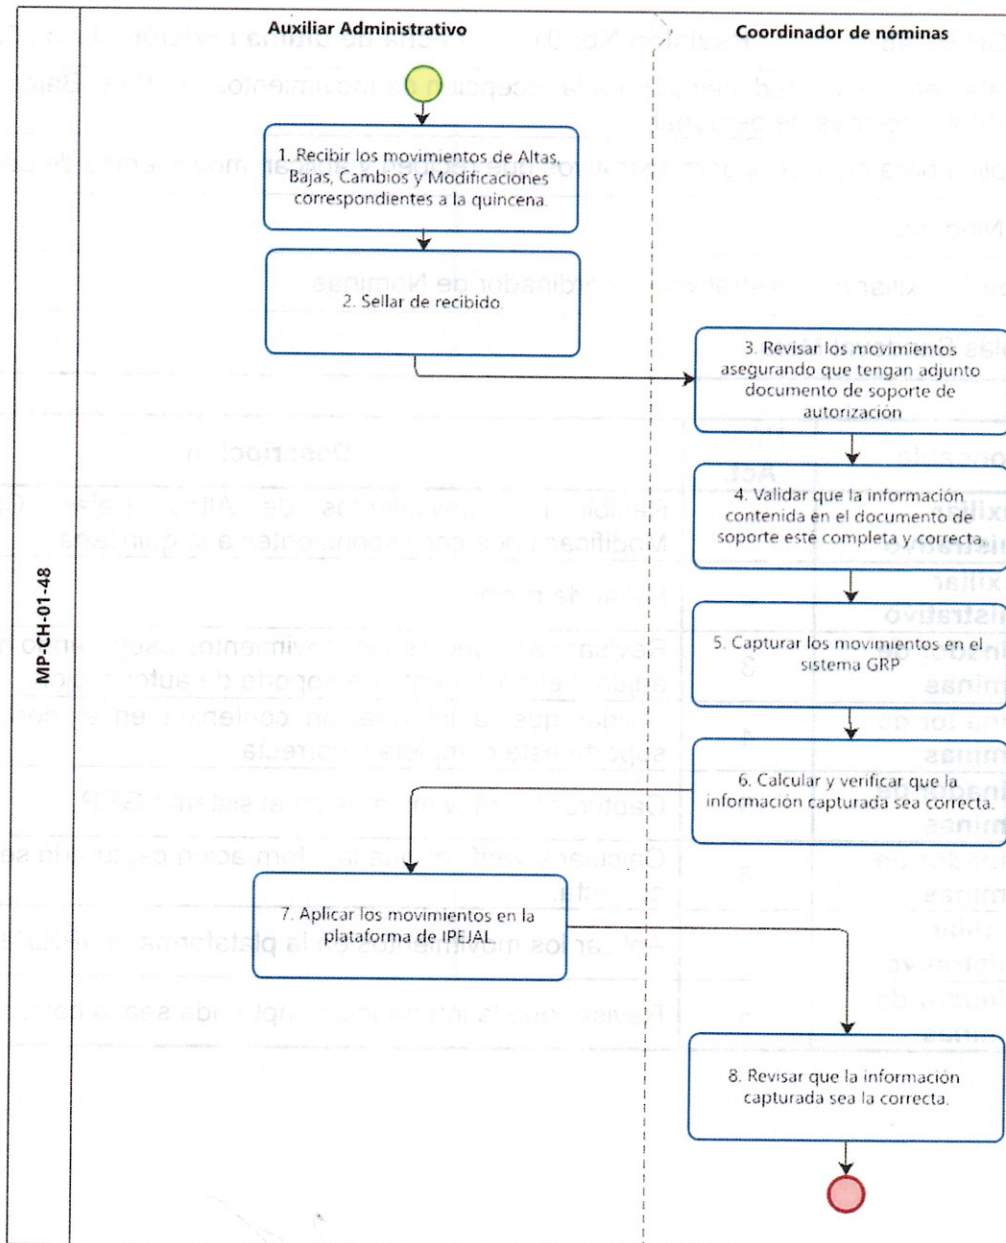 Auxiliar Administrativo
Coordinador de nóminas
MP-CH-01-48
1. Recibir los movimientos de Altas,
Bajas, Cambios y Modificaciones
correspondientes a la quincena.
2. Sellar de recibido.
3. Revisar los movimientos
asegurando que tengan adjunto
documento de soporte de
autorización
4. Validar que la información
contenida en el documento de
soporte esté completa y correcta.
5. Capturar los movimientos en el
sistema GRP
6. Calcular y verificar que la
información capturada sea correcta.
7. Aplicar los movimientos en la
plataforma de IPEJAL
8. Revisar que la información
capturada sea la correcta.